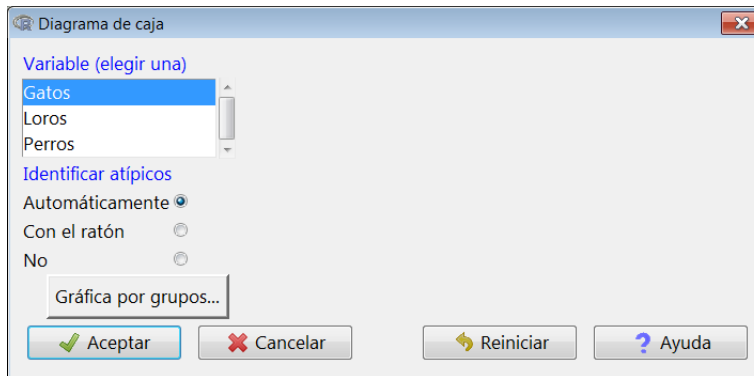 Diagrama de caja
Variable (elegir una)
Gatos
Loros
Perros
Identificar atípicos
Automáticamente
Con el ratón
No
Gráfica por grupos...
Aceptar Cancelar Reiniciar ? Ayuda